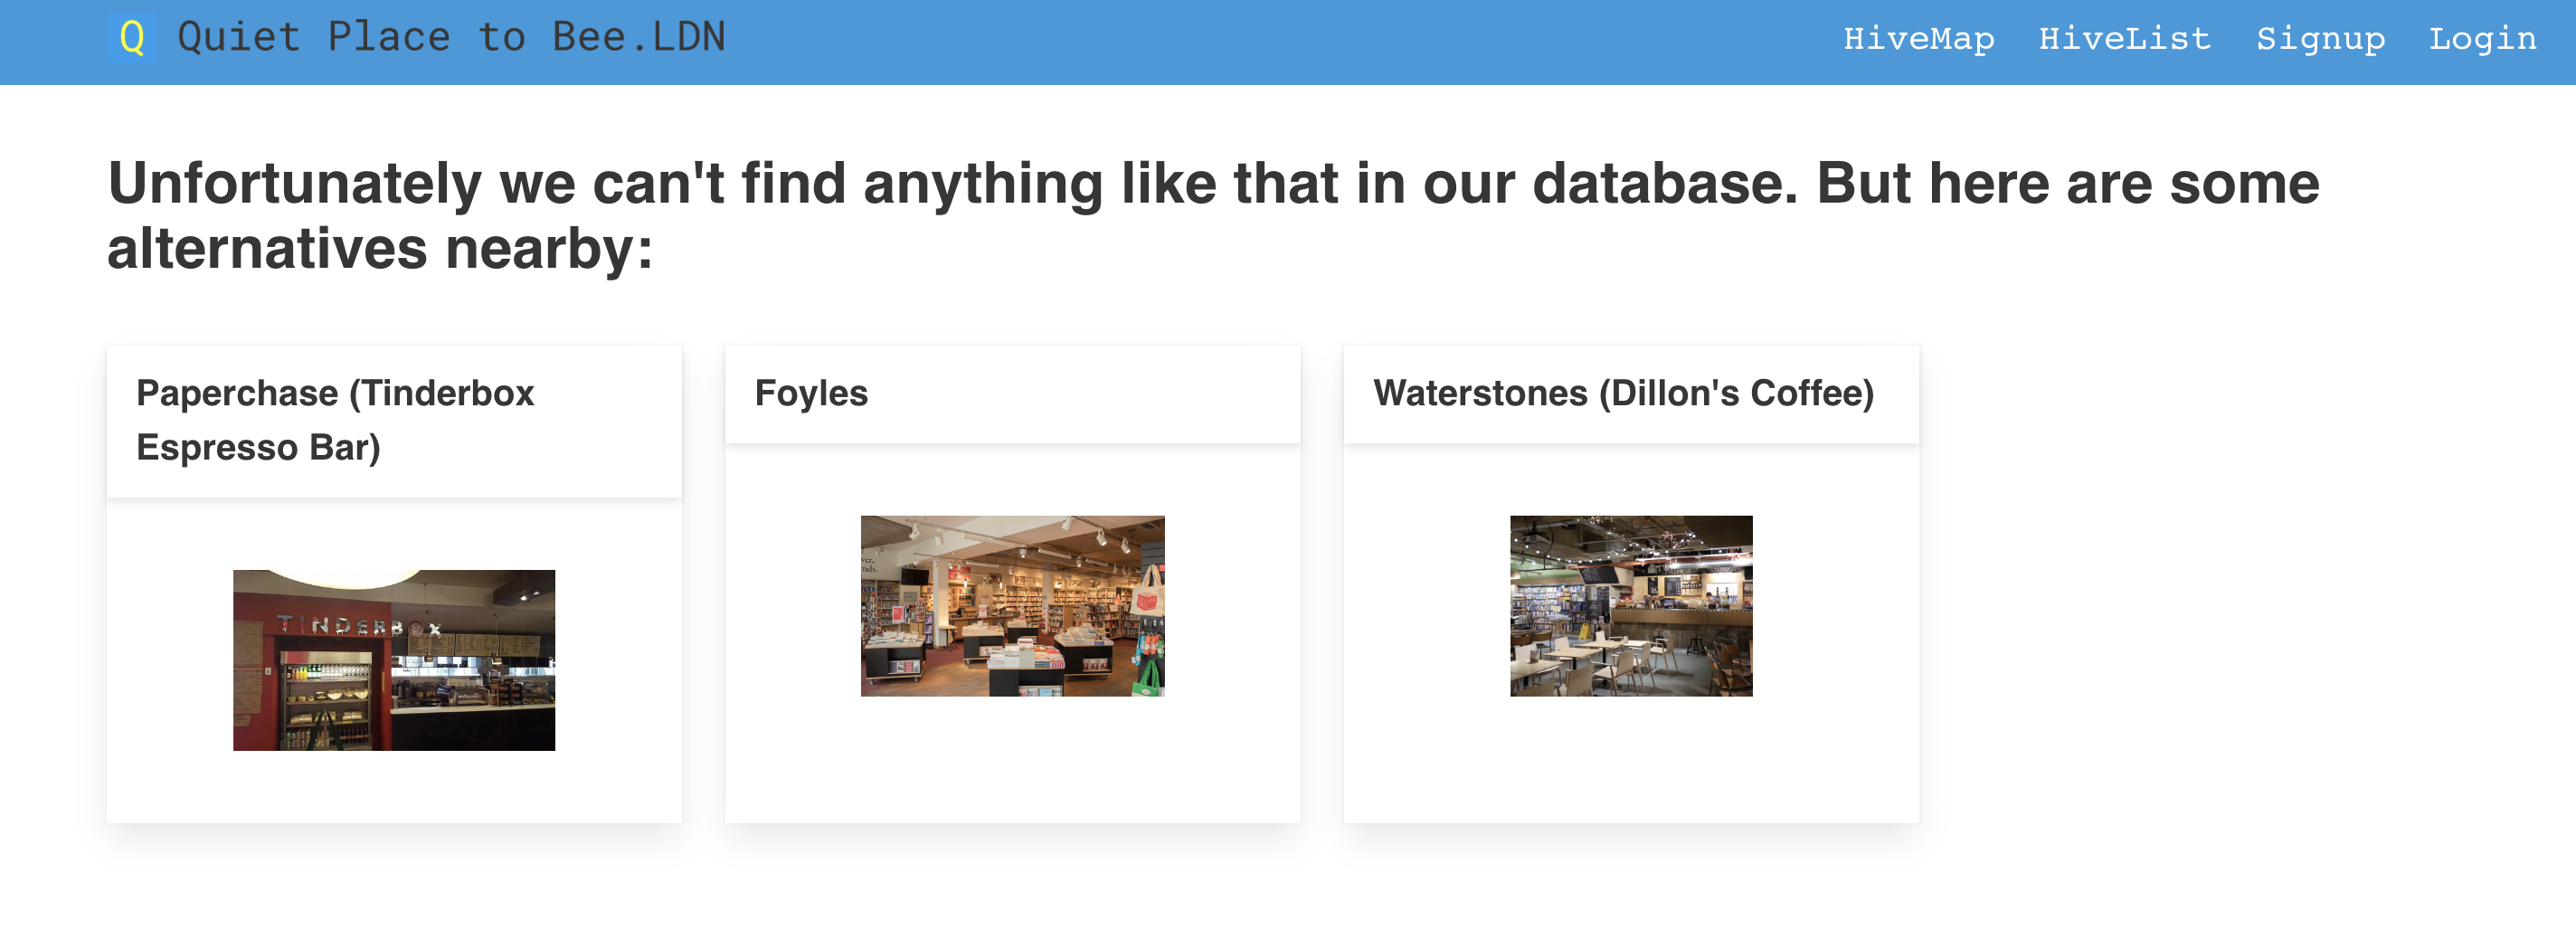 Q Quiet Place to Bee.LDN HiveMap HiveList Signup Login
Unfortunately we can't find anything like that in our database. But here are some
alternatives nearby:
Paperchase (Tinderbox
Espresso Bar)
Foyles
Waterstones (Dillon's Coffee)
TINDERBOX